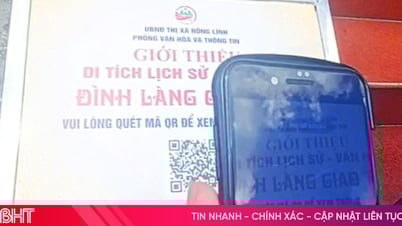 UBND THỊ XÃ HỒNG LĨNH
PHÒNG VĂN HÓA VÀ THÔNG TIN
GIỚI THIỆU
DI TÍCH LỊCH SỬ
ĐÌNH LÀNG
VUI LÒNG QUÉT MÃ QR ĐỂ XEM
GIỚI THIỆU
TÍCH LỊCH SỬ - VĂN
ĐÌNH LÀNG GIAO
BHT
TIN NHANH - CHÍNH XÁC - CẬP NHẬT LIÊN TỤC